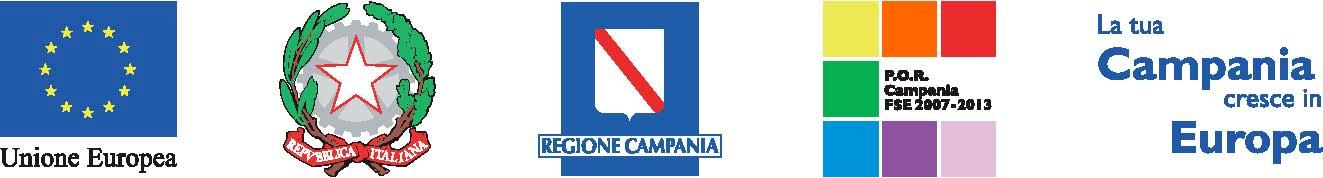 Unione Europea
REPVBBLICA ITALIANA
REGIONE CAMPANIA
P.O.R.
Campania
FSE 2007-2013
La tua
Campania
cresce in
Europa